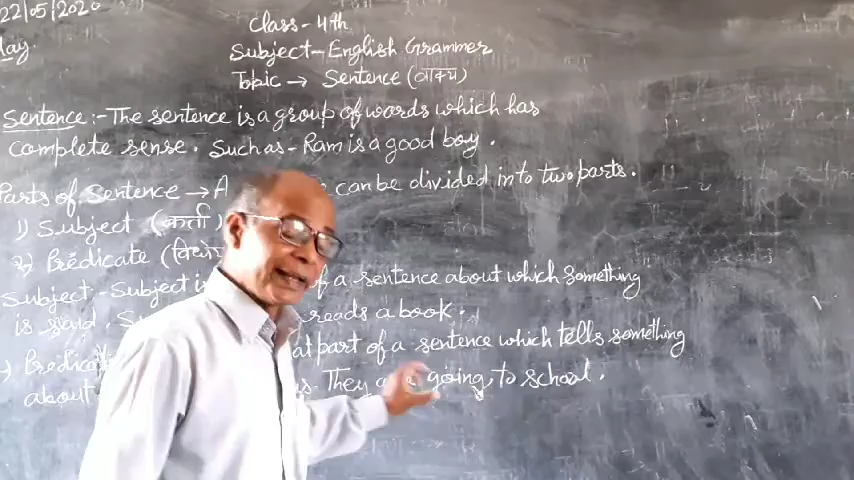 22/05/2020
day.
Class - 4th
Subject - English Grammer
Topic → Sentence (वाक्य)
Sentence :- The sentence is a group of words which has
complete sense. Such as - Ram is a good boy.
Parts of Sentence → A can be divided into two parts.
1) Subject (कर्ता)
2) Predicate
Subject - Subject is of a sentence about which something
is said. reads a book.
part of a sentence which tells something
about They going to school.